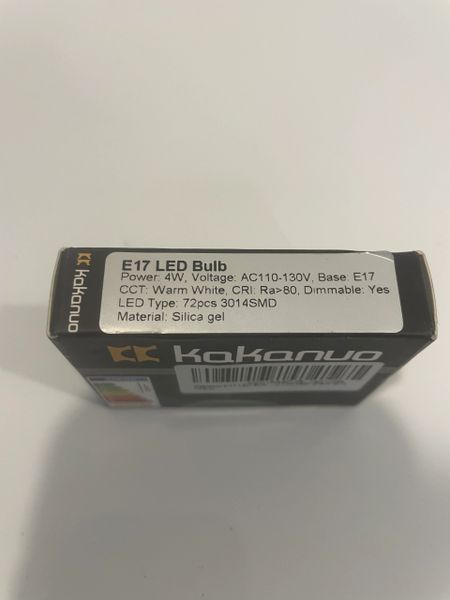 E17 LED Bulb
Power: 4W, Voltage: AC110-130V, Base: E17
CCT: Warm White, CRI: Ra>80, Dimmable: Yes
LED Type: 72pcs 3014SMD
Material: Silica gel
kakanuo
kakanuo